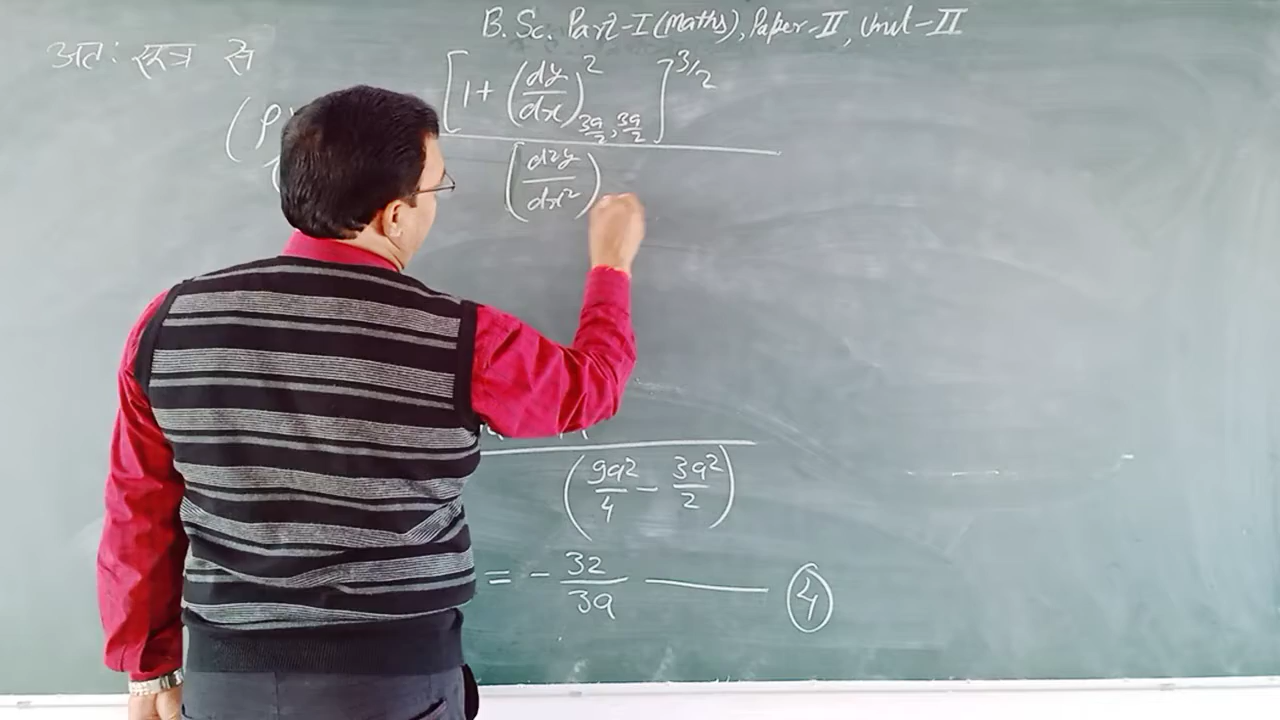 B.Sc. Part-I (Maths), Paper-II, Unit-II
अतः सूत्र से
(ρ) [1 + (dy/dx)² 3a/2, 3a/2]^3/2
(d²y/dx²)
(9a²/4 - 3a²/2)
= - 32/3a ——— ④